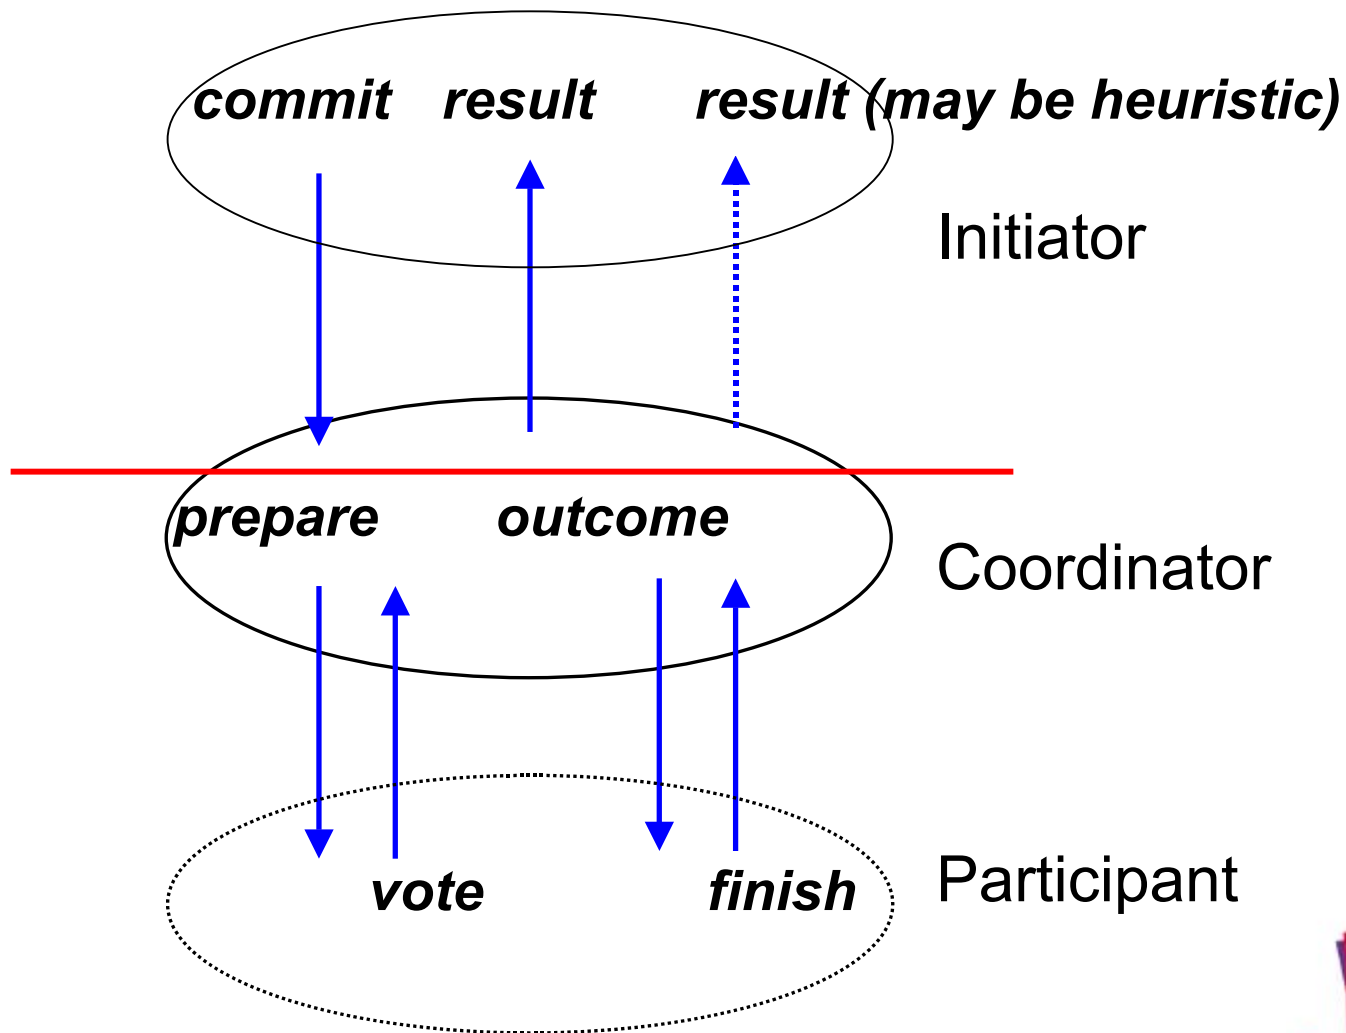 commit result result (may be heuristic)
Initiator
prepare outcome
Coordinator
vote finish
Participant